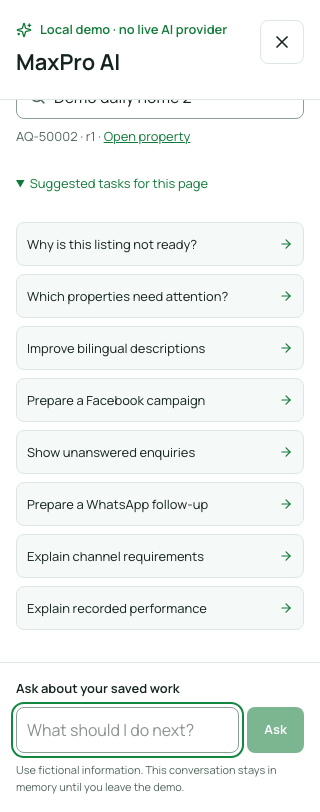 Local demo · no live AI provider
MaxPro AI
Demo daily home 2
AQ-50002 · r1 · Open property
Suggested tasks for this page
Why is this listing not ready?
Which properties need attention?
Improve bilingual descriptions
Prepare a Facebook campaign
Show unanswered enquiries
Prepare a WhatsApp follow-up
Explain channel requirements
Explain recorded performance
Ask about your saved work
What should I do next?
Ask
Use fictional information. This conversation stays in
memory until you leave the demo.